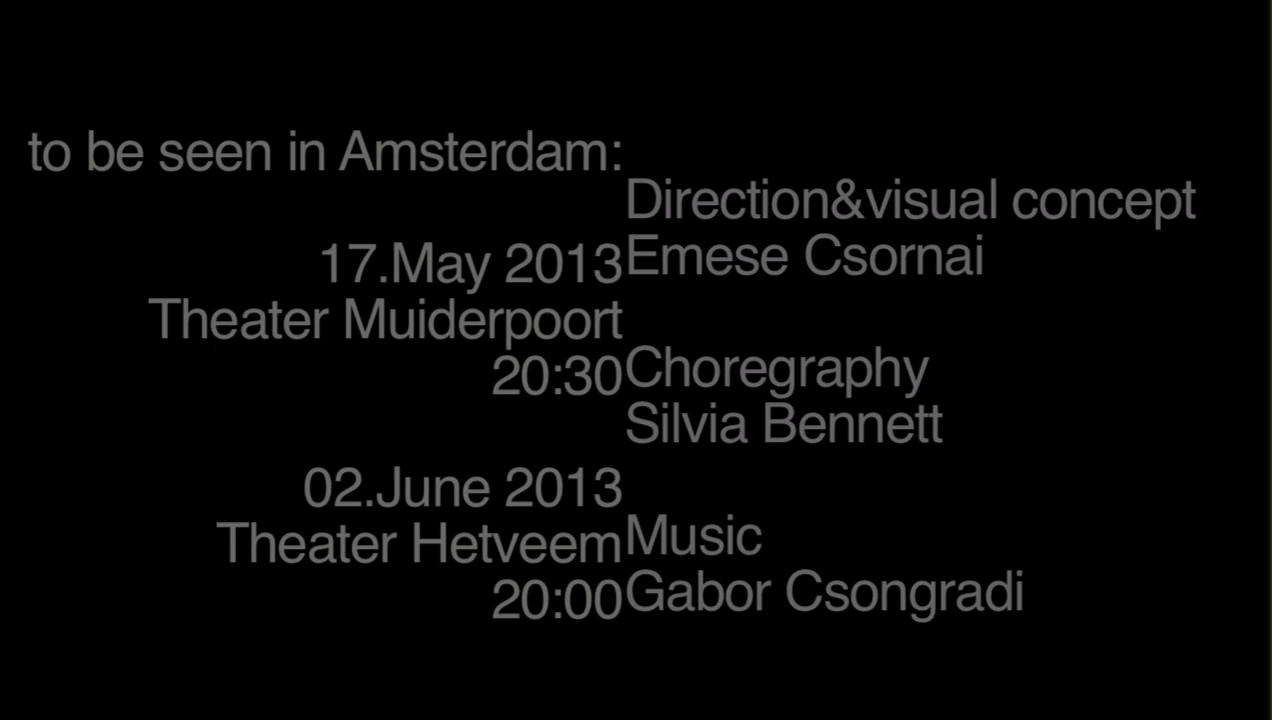 to be seen in Amsterdam:
17.May 2013
Theater Muiderpoort
20:30
02.June 2013
Theater Hetveem
20:00
Direction&visual concept
Emese Csornai
Choregraphy
Silvia Bennett
Music
Gabor Csongradi